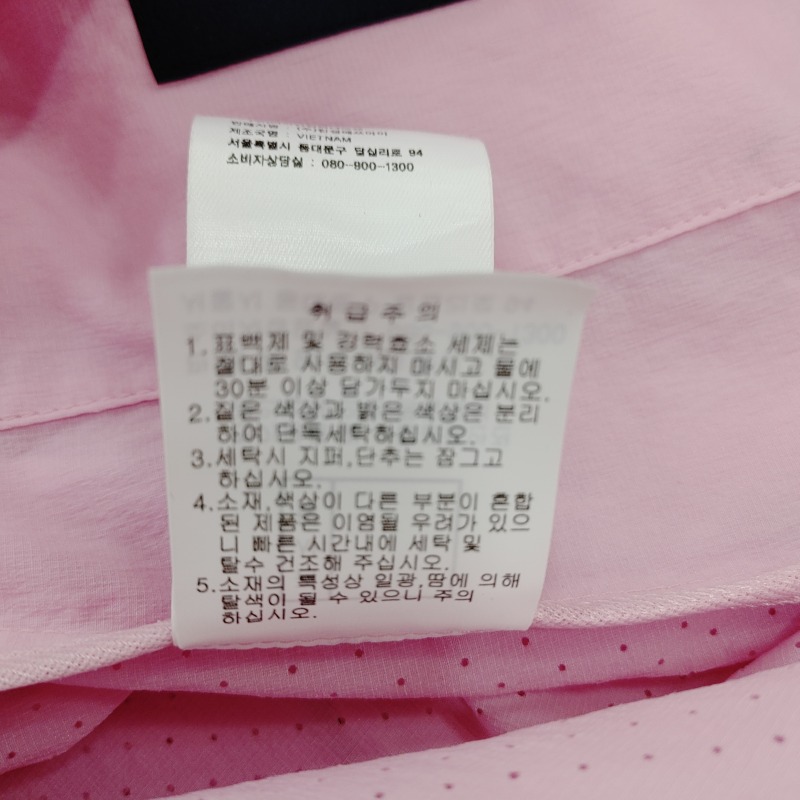 제조국명 : VIETNAM
서울특별시 동대문구 답십리로 94
소비자상담실 : 080-900-1300
취급주의
1. 표백제 및 강력효소 세제는
절대로 사용하지 마시고 물에
30분 이상 담가두지 마십시오.
2. 짙은 색상과 밝은 색상은 분리
하여 단독세탁하십시오.
3. 세탁시 지퍼,단추는 잠그고
하십시오.
4. 소재,색상이 다른 부분이 혼합
된 제품은 이염될 우려가 있으
니 빠른 시간내에 세탁 및
탈수 건조해 주십시오.
5. 소재의 특성상 일광,땀에 의해
탈색이 될 수 있으니 주의
하십시오.